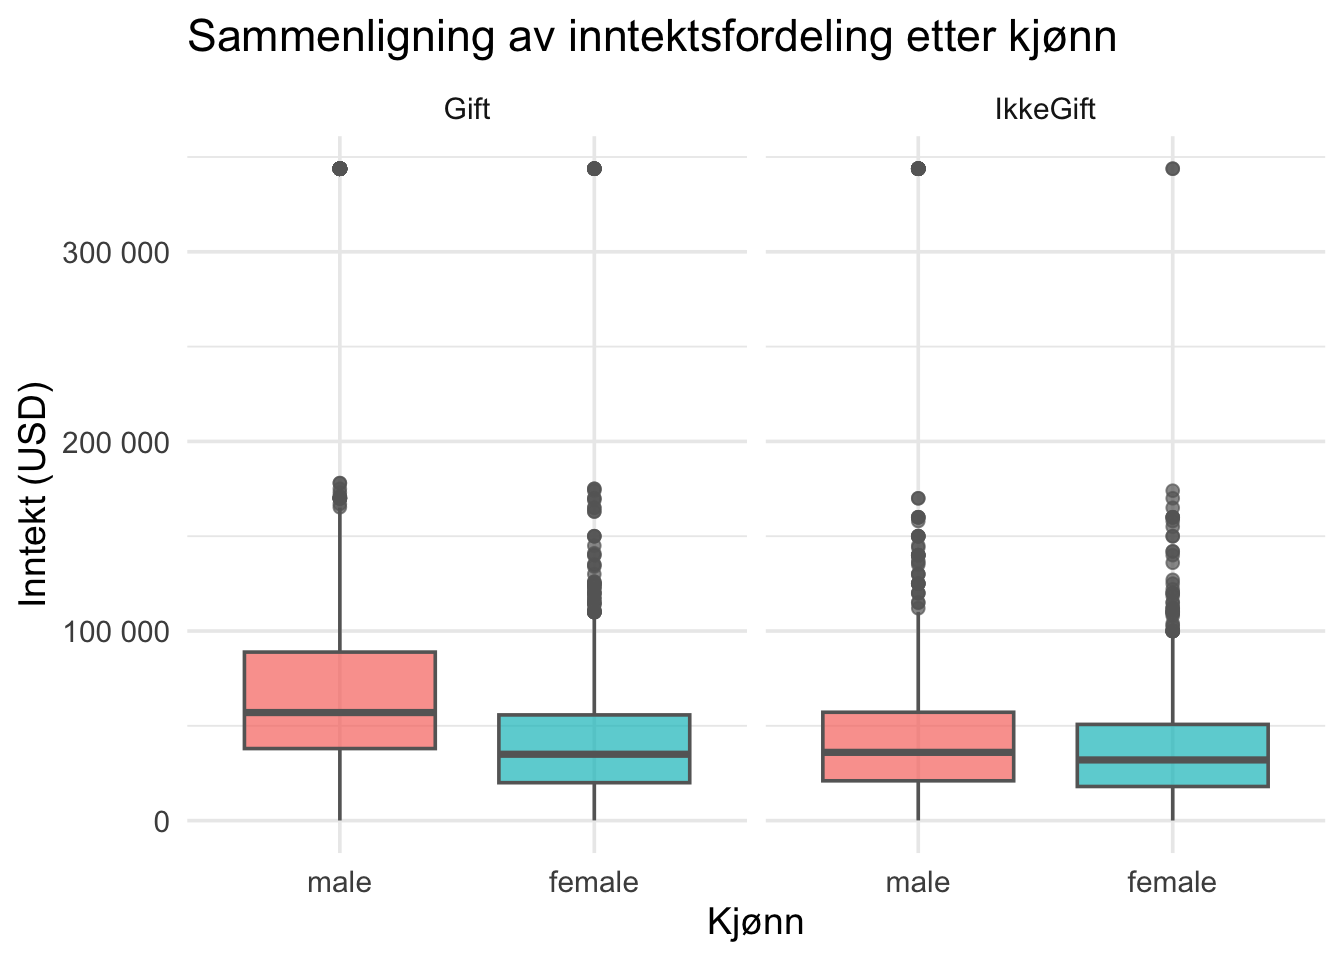 Sammenligning av inntektsfordeling etter kjønn
Gift
IkkeGift
Inntekt (USD)
300 000
200 000
100 000
0
male
female
male
female
Kjønn